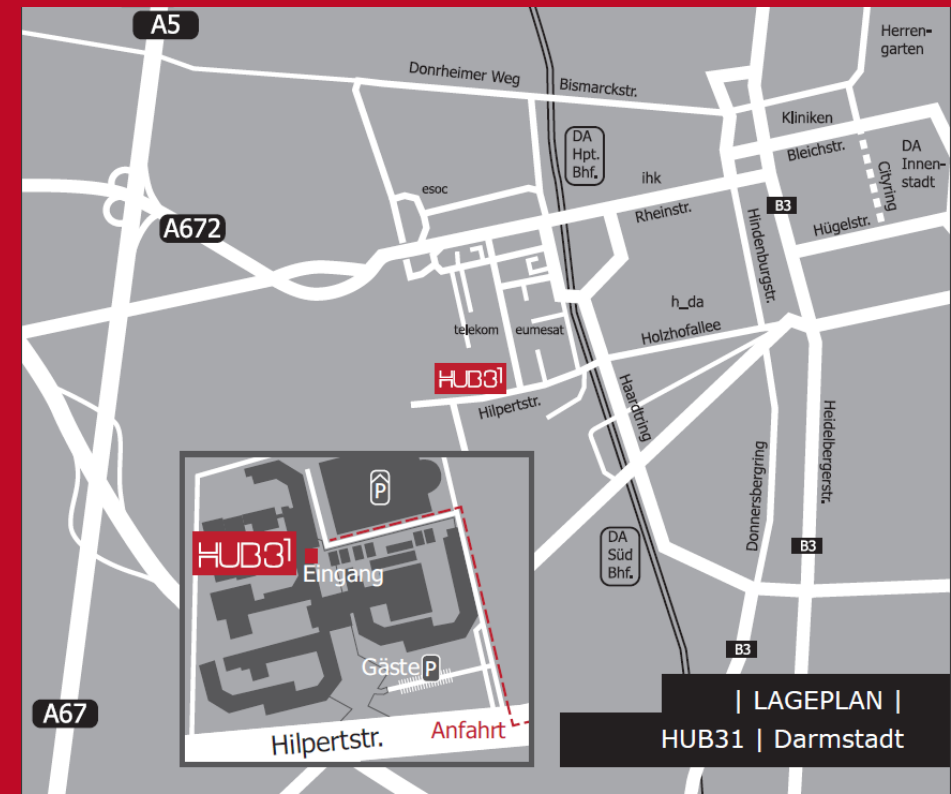 A5
Herren-
garten
Donrheimer Weg
Bismarckstr.
Kliniken
DA
Hpt.
Bhf.
Bleichstr.
DA
Innen-
stadt
Cityring
esoc
ihk
Rheinstr.
B3
A672
Hügelstr.
Hindenburgstr.
h_da
telekom
eumesat
Holzhofallee
HUB31
Hilpertstr.
Haardtring
Heidelbergerstr.
Donnersbergring
P
HUB31
Eingang
DA
Süd
Bhf.
B3
B3
Gäste P
A67
Anfahrt
Hilpertstr.
| LAGEPLAN |
HUB31 | Darmstadt